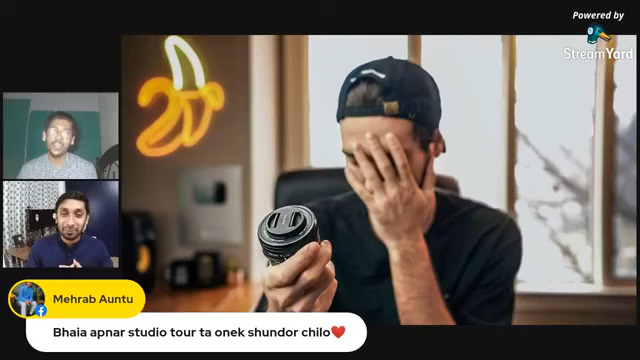 Powered by
StreamYard
Mehrab Auntu
Bhaia apnar studio tour ta onek shundor chilo❤️